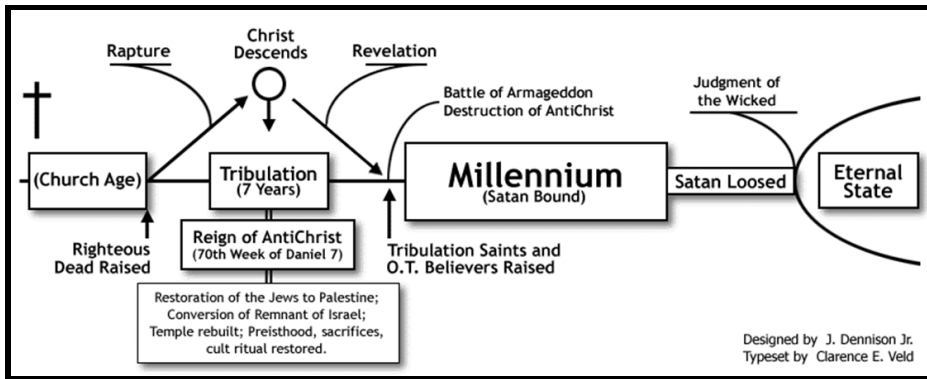 Rapture
Christ
Descends
Revelation
Battle of Armageddon
Destruction of AntiChrist
Judgment of
the Wicked
(Church Age)
Tribulation
(7 Years)
Millennium
(Satan Bound)
Satan Loosed
Eternal
State
Righteous
Dead Raised
Reign of AntiChrist
(70th Week of Daniel 7)
Tribulation Saints and
O.T. Believers Raised
Restoration of the Jews to Palestine;
Conversion of Remnant of Israel;
Temple rebuilt; Preisthood, sacrifices,
cult ritual restored.
Designed by J. Dennison Jr.
Typeset by Clarence E. Veld